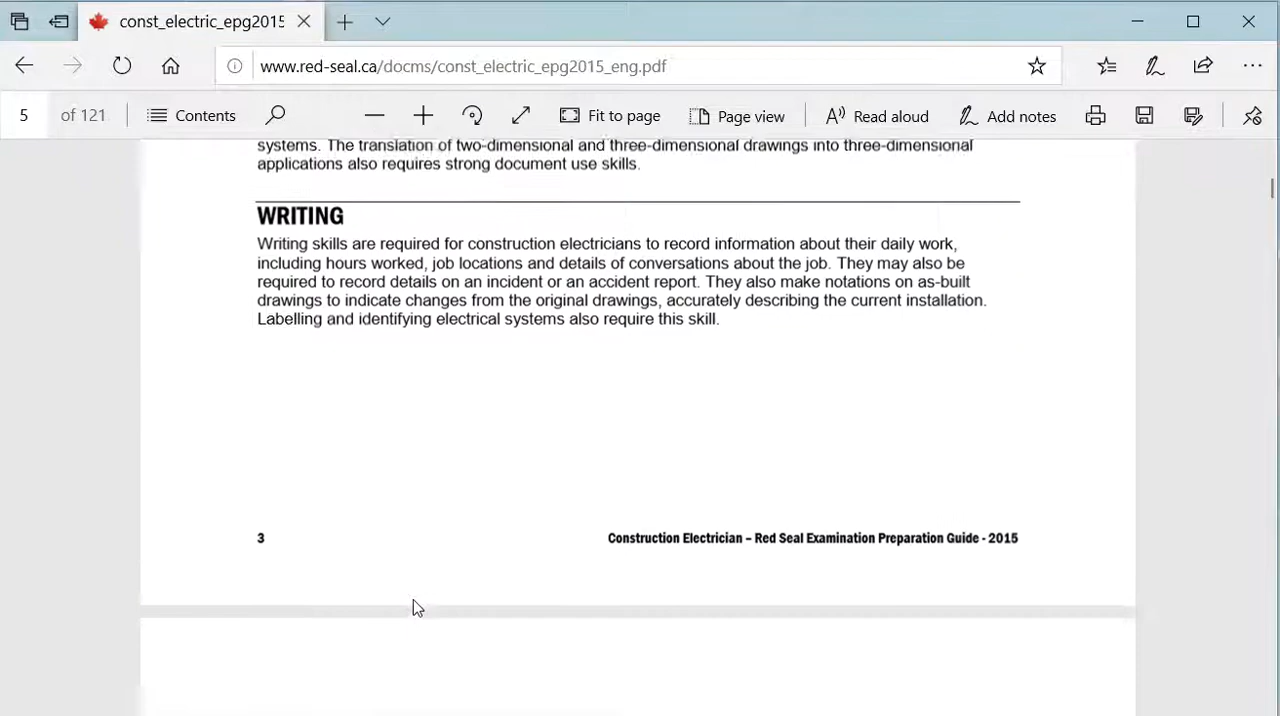 const_electric_epg2015
www.red-seal.ca/docms/const_electric_epg2015_eng.pdf
5 of 121 Contents Fit to page Page view Read aloud Add notes
systems. The translation of two-dimensional and three-dimensional drawings into three-dimensional
applications also requires strong document use skills.
WRITING
Writing skills are required for construction electricians to record information about their daily work,
including hours worked, job locations and details of conversations about the job. They may also be
required to record details on an incident or an accident report. They also make notations on as-built
drawings to indicate changes from the original drawings, accurately describing the current installation.
Labelling and identifying electrical systems also require this skill.
3 Construction Electrician – Red Seal Examination Preparation Guide - 2015